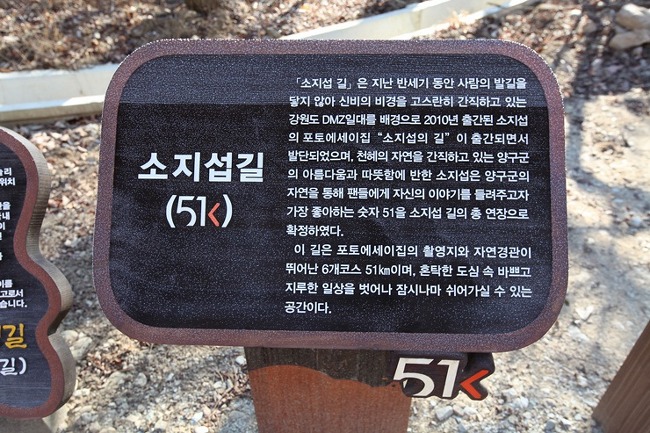 소지섭길
(51k)
「소지섭 길」은 지난 반세기 동안 사람의 발길을
닿지 않아 신비의 비경을 고스란히 간직하고 있는
강원도 DMZ일대를 배경으로 2010년 출간된 소지섭
의 포토에세이집 “소지섭의 길” 이 출간되면서
발단되었으며, 천혜의 자연을 간직하고 있는 양구군
의 아름다움과 따뜻함에 반한 소지섭은 양구군의
자연을 통해 팬들에게 자신의 이야기를 들려주고자
가장 좋아하는 숫자 51을 소지섭 길의 총 연장으로
확정하였다.
이 길은 포토에세이집의 촬영지와 자연경관이
뛰어난 6개코스 51km이며, 혼탁한 도심 속 바쁘고
지루한 일상을 벗어나 잠시나마 쉬어가실 수 있는
공간이다.
51k
위치
고로서
습니다.
길
길)